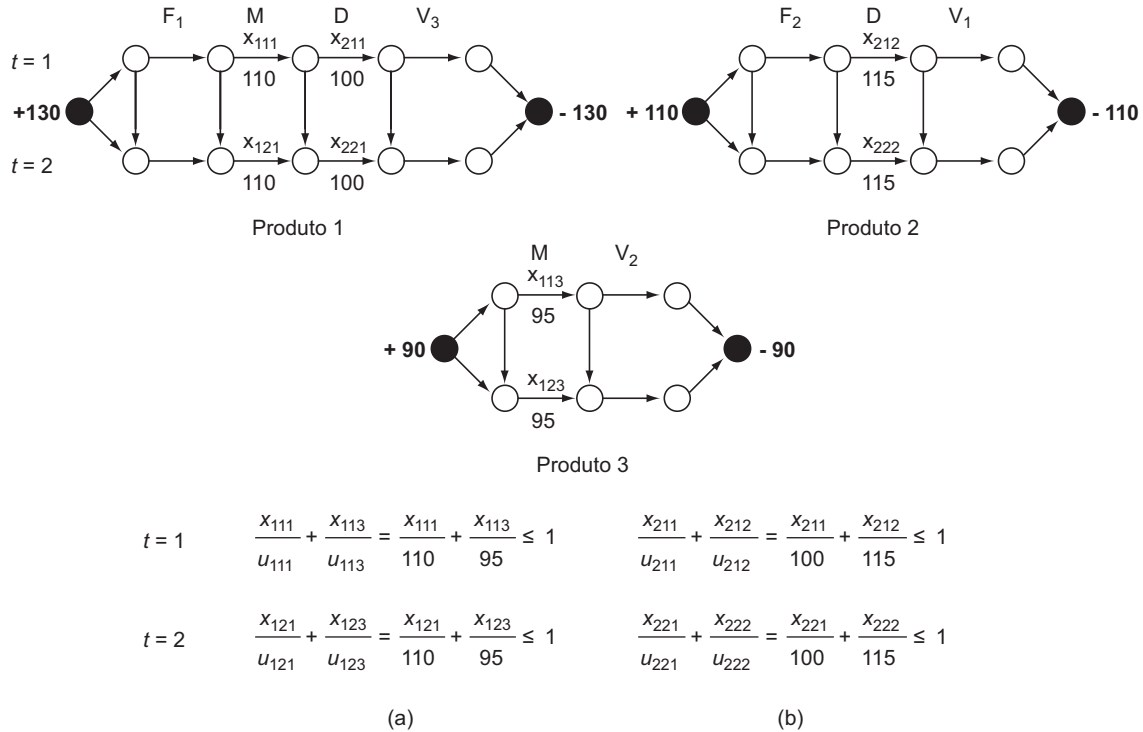 F1 M D V3
x111 x211
t = 1
110 100
+130 - 130
x121 x221
t = 2
110 100
Produto 1
F2 D V1
x212
115
+ 110 - 110
x222
115
Produto 2
M V2
x113
95
+ 90 - 90
x123
95
Produto 3
t = 1 x111/u111 + x113/u113 = x111/110 + x113/95 ≤ 1 x211/u211 + x212/u212 = x211/100 + x212/115 ≤ 1
t = 2 x121/u121 + x123/u123 = x121/110 + x123/95 ≤ 1 x221/u221 + x222/u222 = x221/100 + x222/115 ≤ 1
(a) (b)